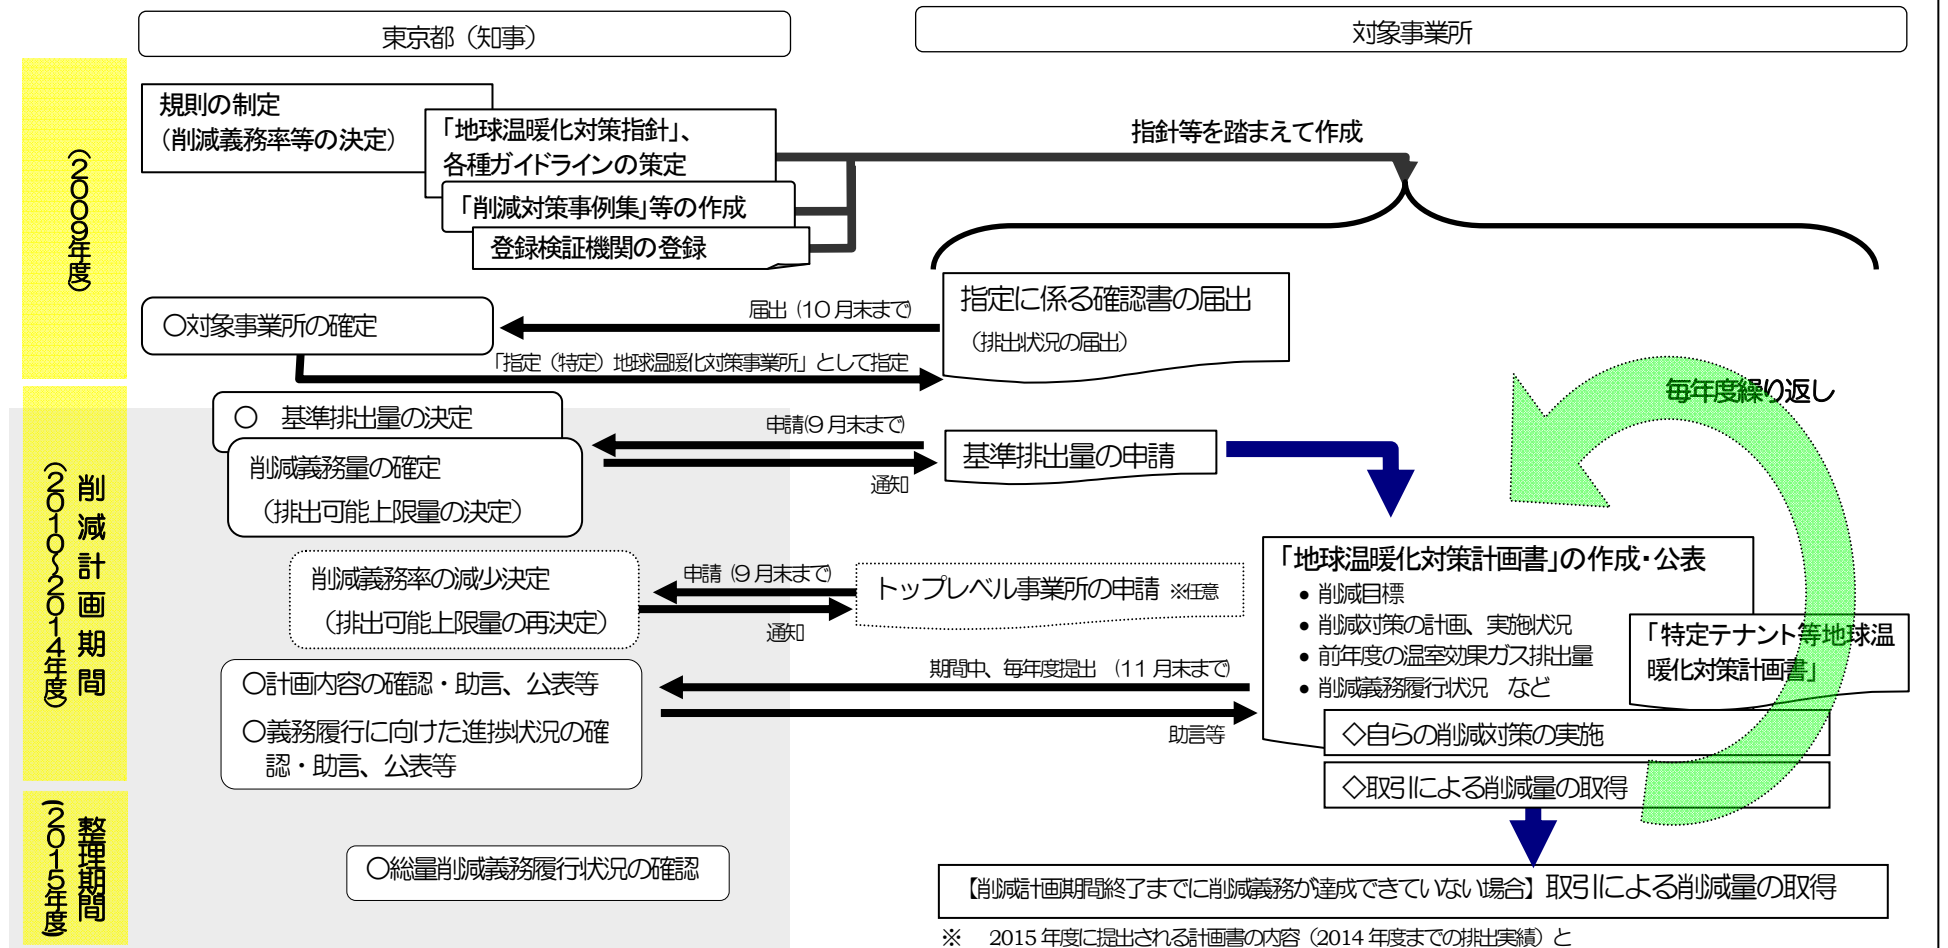 東京都（知事）
対象事業所
（２００９年度）
規則の制定
（削減義務率等の決定）
「地球温暖化対策指針」、
各種ガイドラインの策定
「削減対策事例集」等の作成
登録検証機関の登録
指針等を踏まえて作成
○対象事業所の確定
届出（10月末まで）
指定に係る確認書の届出
（排出状況の届出）
「指定（特定）地球温暖化対策事業所」として指定
削減計画期間
（２０１０～２０１４年度）
○　基準排出量の決定
削減義務量の確定
（排出可能上限量の決定）
申請(9月末まで)
通知
基準排出量の申請
毎年度繰り返し
削減義務率の減少決定
（排出可能上限量の再決定）
申請（9月末まで）
通知
トップレベル事業所の申請 ※任意
「地球温暖化対策計画書」の作成・公表
• 削減目標
• 削減対策の計画、実施状況
• 前年度の温室効果ガス排出量
• 削減義務履行状況　など
「特定テナント等地球温
暖化対策計画書」
○計画内容の確認・助言、公表等
○義務履行に向けた進捗状況の確
認・助言、公表等
期間中、毎年度提出　（11月末まで）
助言等
◇自らの削減対策の実施
◇取引による削減量の取得
整理期間
（２０１５年度）
○総量削減義務履行状況の確認
【削減計画期間終了までに削減義務が達成できていない場合】取引による削減量の取得
※　2015年度に提出される計画書の内容（2014年度までの排出実績）と